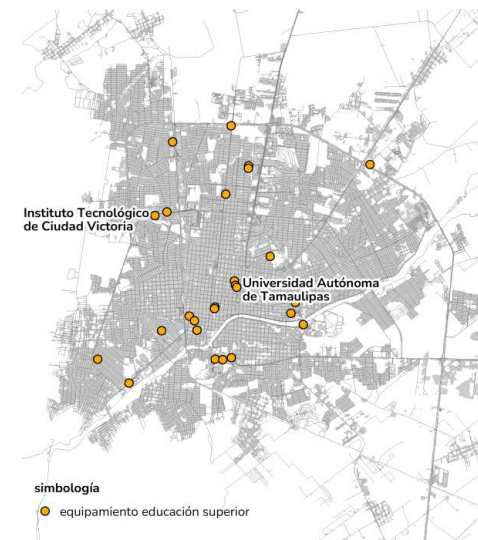 Instituto Tecnológico
de Ciudad Victoria
Universidad Autónoma
de Tamaulipas
simbología
equipamiento educación superior